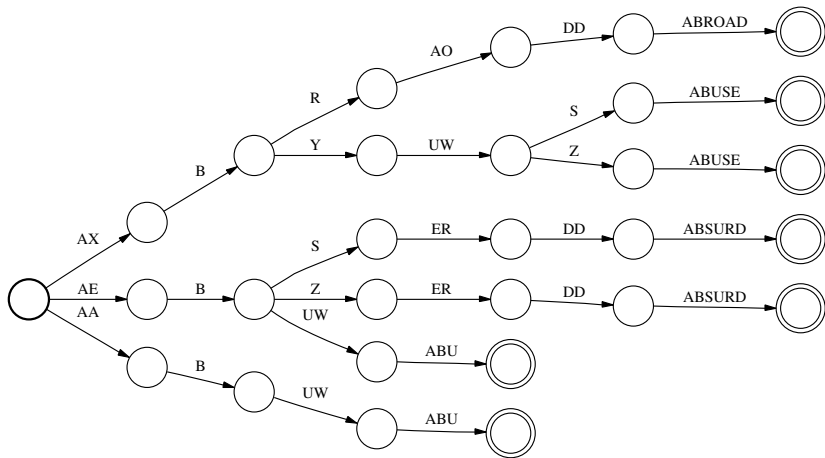 AO DD ABROAD
R
S ABUSE
B Y UW
Z ABUSE
AX
S ER DD ABSURD
AE B Z ER DD ABSURD
AA UW
ABU
B
UW ABU